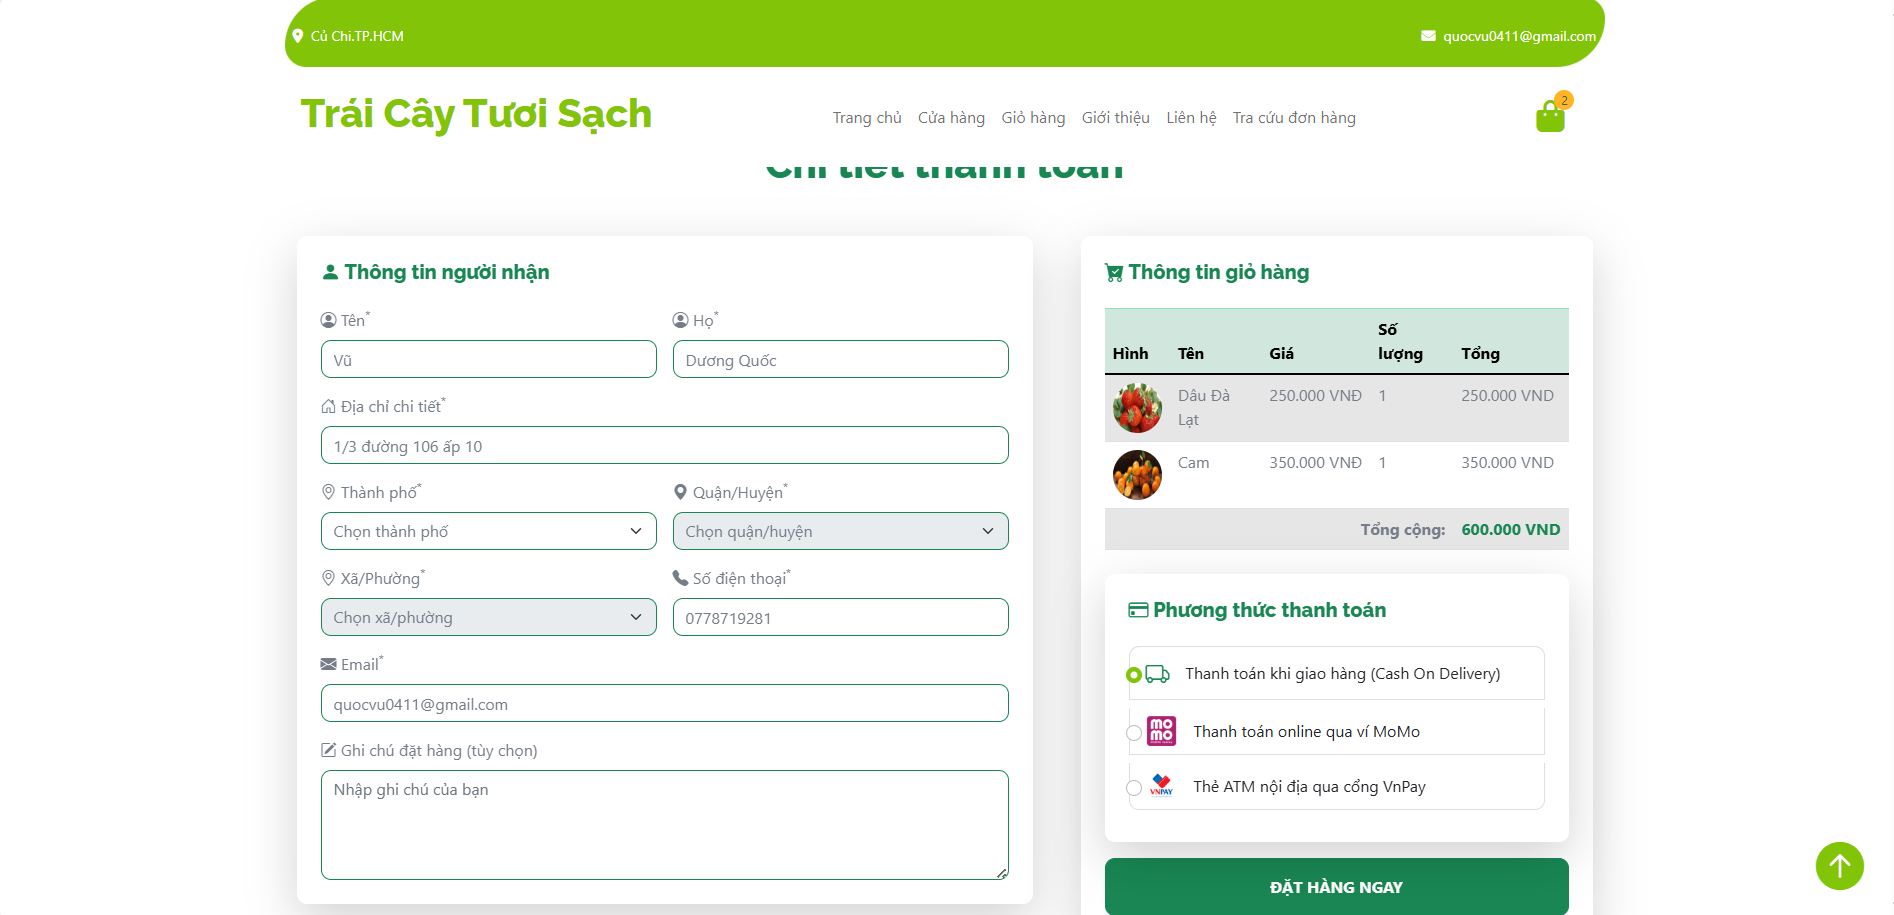 Củ Chi.TP.HCM
quocvu0411@gmail.com
Trái Cây Tươi Sạch
Trang chủ Cửa hàng Giỏ hàng Giới thiệu Liên hệ Tra cứu đơn hàng
2
Chi tiết thanh toán
Thông tin người nhận
Tên*
Họ*
Vũ
Dương Quốc
Địa chỉ chi tiết*
1/3 đường 106 ấp 10
Thành phố*
Quận/Huyện*
Chọn thành phố
Chọn quận/huyện
Xã/Phường*
Số điện thoại*
Chọn xã/phường
0778719281
Email*
quocvu0411@gmail.com
Ghi chú đặt hàng (tùy chọn)
Nhập ghi chú của bạn
Thông tin giỏ hàng
Hình Tên Giá Số lượng Tổng
Dâu Đà Lạt 250.000 VNĐ 1 250.000 VND
Cam 350.000 VNĐ 1 350.000 VND
Tổng cộng: 600.000 VND
Phương thức thanh toán
Thanh toán khi giao hàng (Cash On Delivery)
mo mo
Thanh toán online qua ví MoMo
VNPAY
Thẻ ATM nội địa qua cổng VnPay
ĐẶT HÀNG NGAY